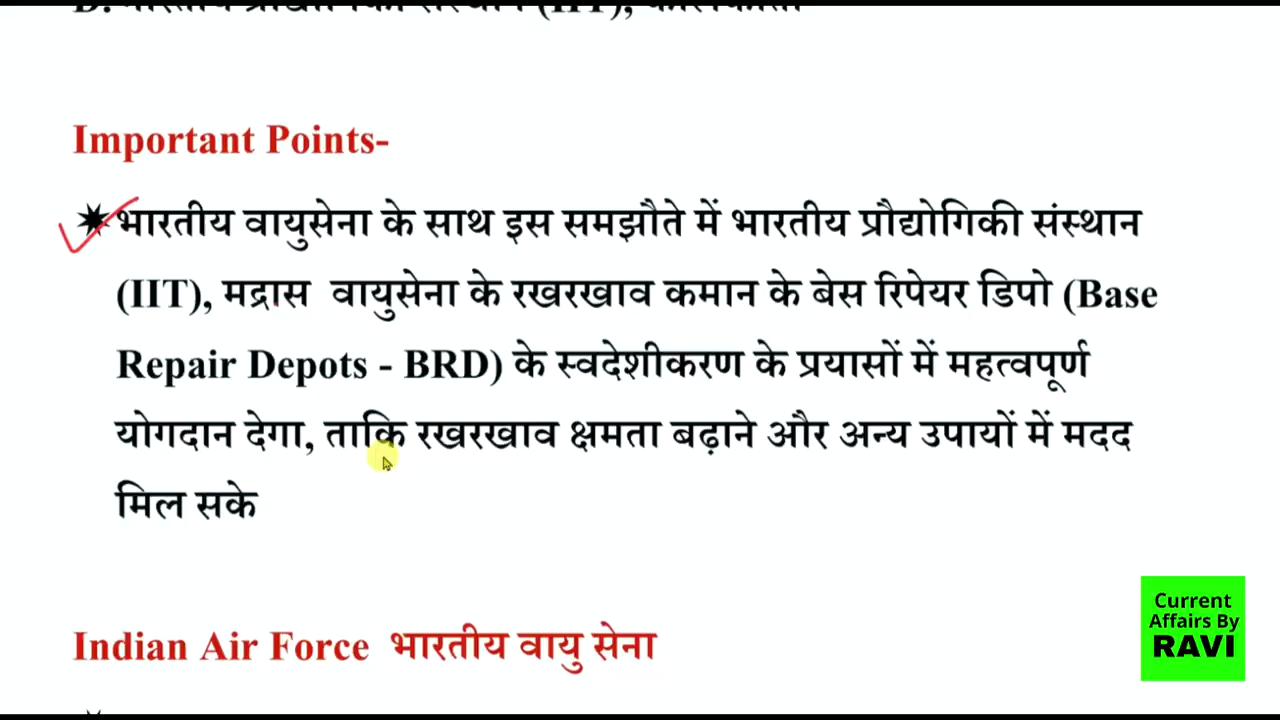 Important Points-
भारतीय वायुसेना के साथ इस समझौते में भारतीय प्रौद्योगिकी संस्थान
(IIT), मद्रास वायुसेना के रखरखाव कमान के बेस रिपेयर डिपो (Base
Repair Depots - BRD) के स्वदेशीकरण के प्रयासों में महत्वपूर्ण
योगदान देगा, ताकि रखरखाव क्षमता बढ़ाने और अन्य उपायों में मदद
मिल सके
Indian Air Force भारतीय वायु सेना
Current
Affairs By
RAVI